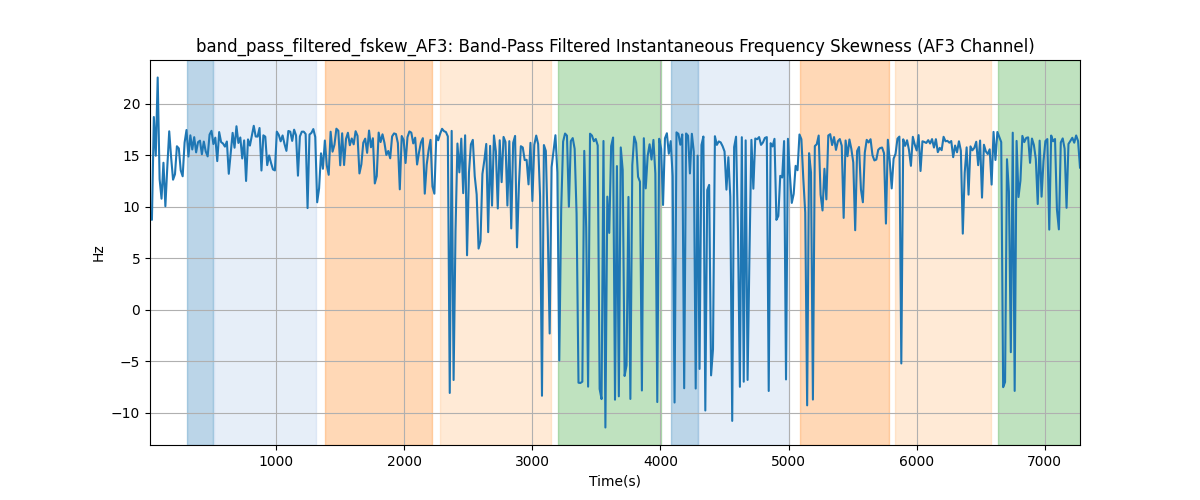 band_pass_filtered_fskew_AF3: Band-Pass Filtered Instantaneous Frequency Skewness (AF3 Channel)
20
15
10
5
0
−5
−10
Hz
1000 2000 3000 4000 5000 6000 7000
Time(s)